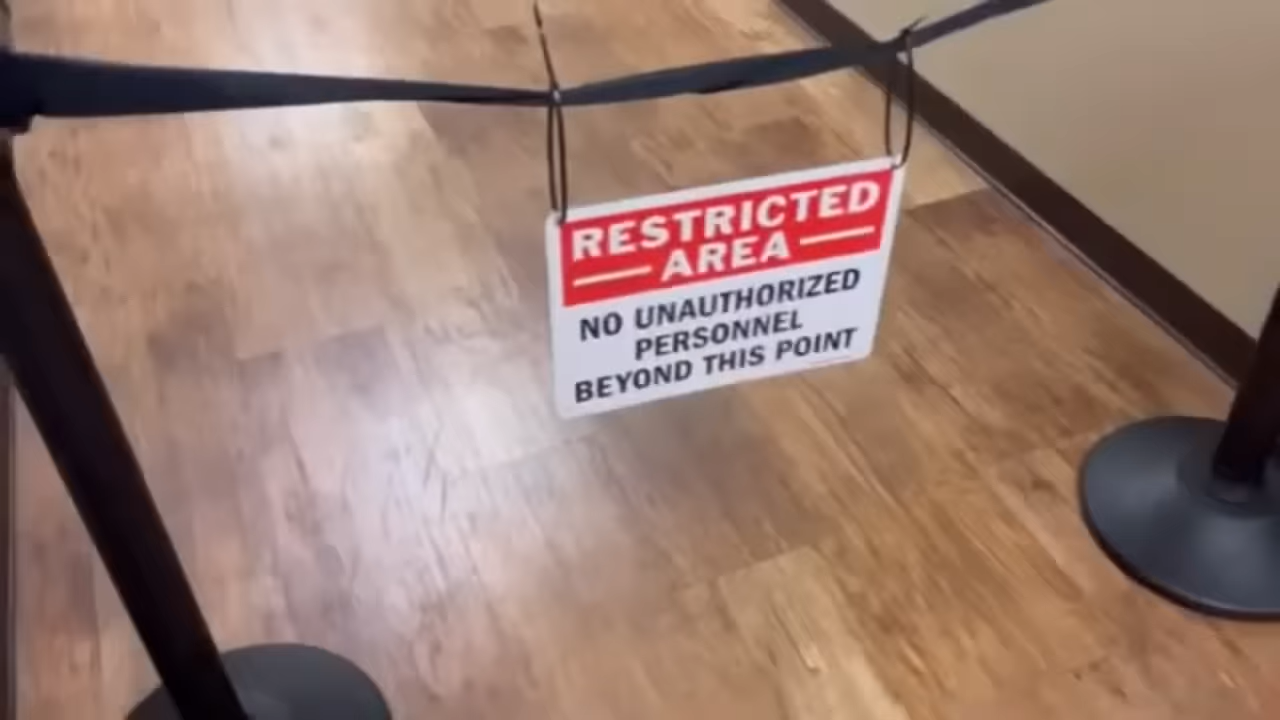 RESTRICTED
AREA
NO UNAUTHORIZED
PERSONNEL
BEYOND THIS POINT